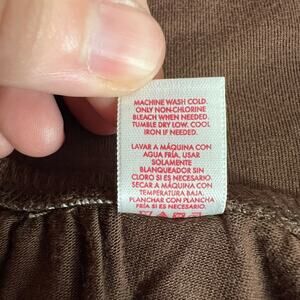 MACHINE WASH COLD.
ONLY NON-CHLORINE
BLEACH WHEN NEEDED.
TUMBLE DRY LOW. COOL
IRON IF NEEDED.
LAVAR A MÁQUINA CON
AGUA FRÍA. USAR
SOLAMENTE
BLANQUEADOR SIN
CLORO SI ES NECESARIO.
SECAR A MÁQUINA CON
TEMPERATURA BAJA.
PLANCHAR CON PLANCHA
FRÍA SI ES NECESARIO.